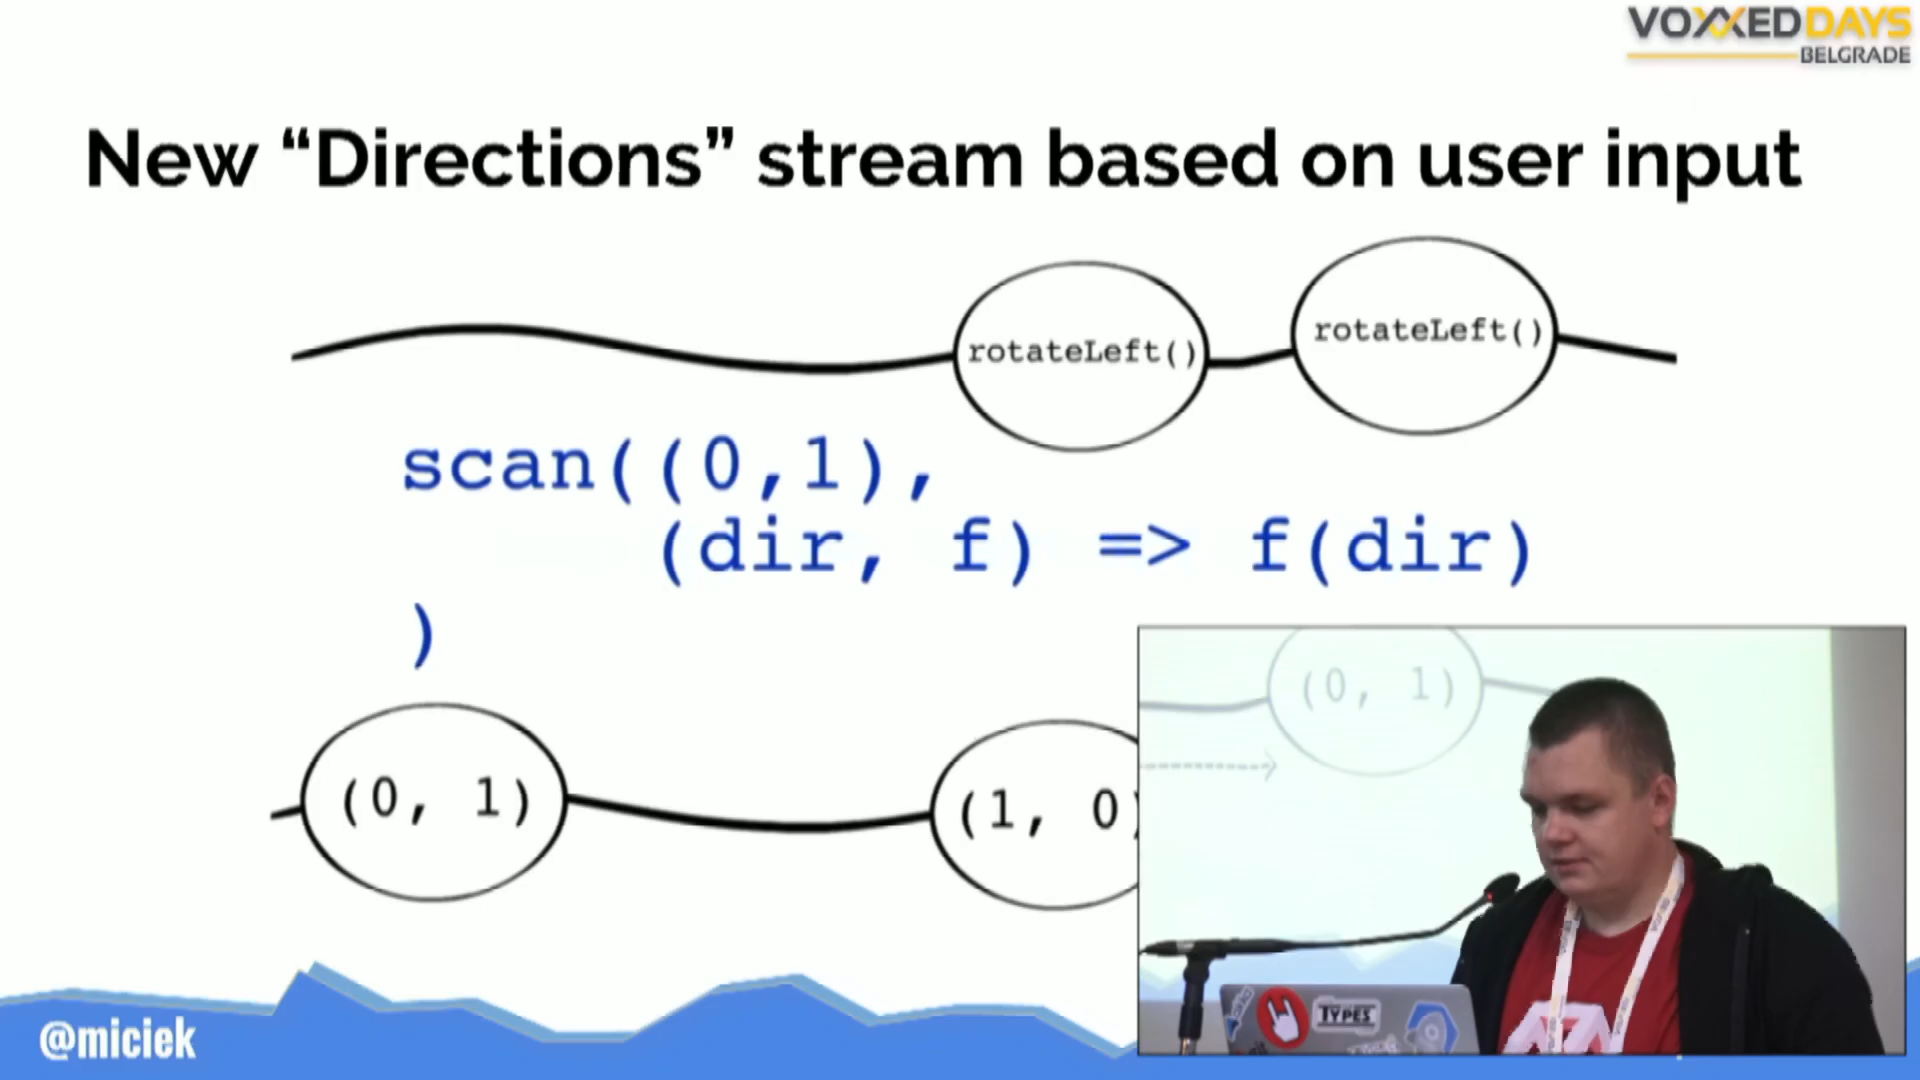 VOXXEDDAYS
BELGRADE
New “Directions” stream based on user input
rotateLeft()
rotateLeft()
scan((0,1),
(dir, f) => f(dir)
)
(0, 1)
(1, 0)
(0, 1)
TYPES
@miciek